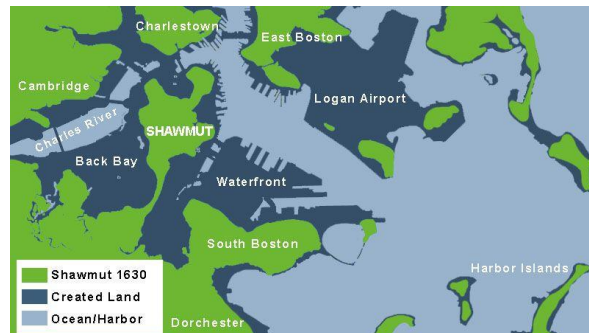 Charlestown
East Boston
Cambridge
Logan Airport
Charles River
SHAWMUT
Back Bay
Waterfront
South Boston
Harbor Islands
Dorchester
Shawmut 1630
Created Land
Ocean/Harbor